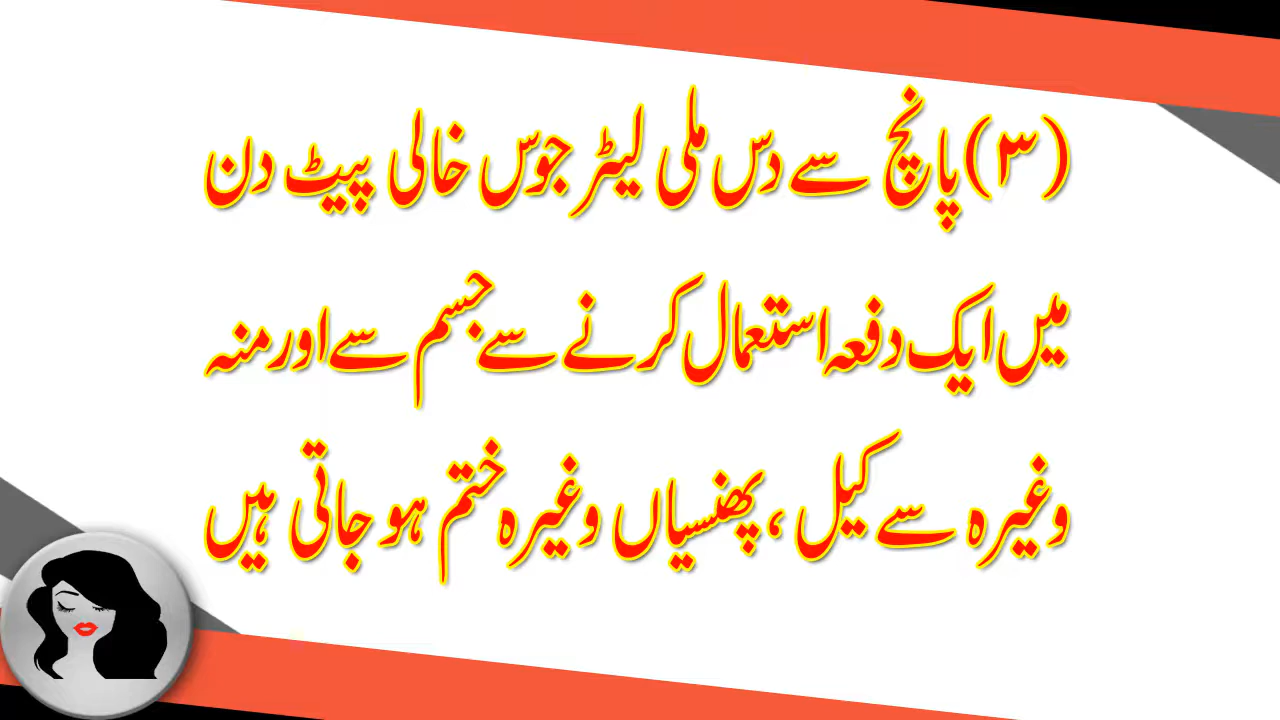 (۳)پانچ سے دس ملی لیٹر جوس خالی پیٹ دن
میں ایک دفعہ استعمال کرنے سے جسم سے اور منہ
وغیرہ سے کیل ، پھنسیاں وغیرہ ختم ہو جاتی ہیں